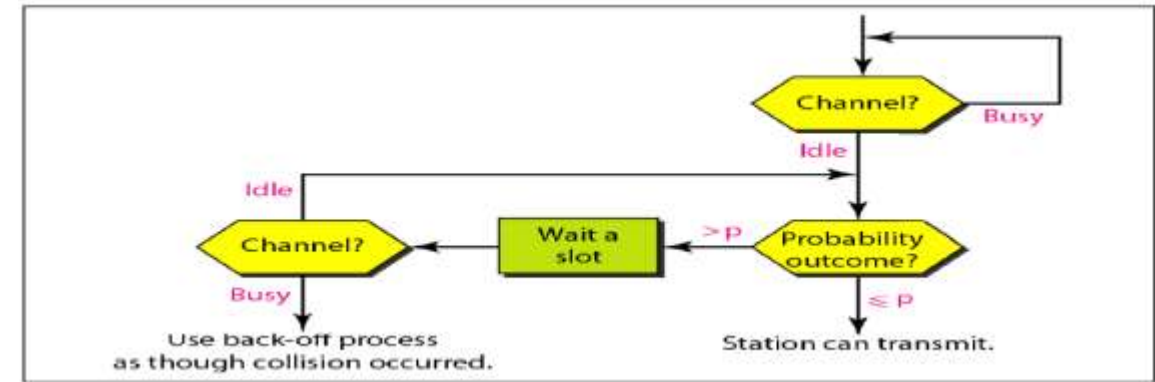 Channel?
Busy
Idle
Idle
Channel?
Wait a
slot
>p
Probability
outcome?
Busy
⩽ p
Use back-off process
as though collision occurred.
Station can transmit.